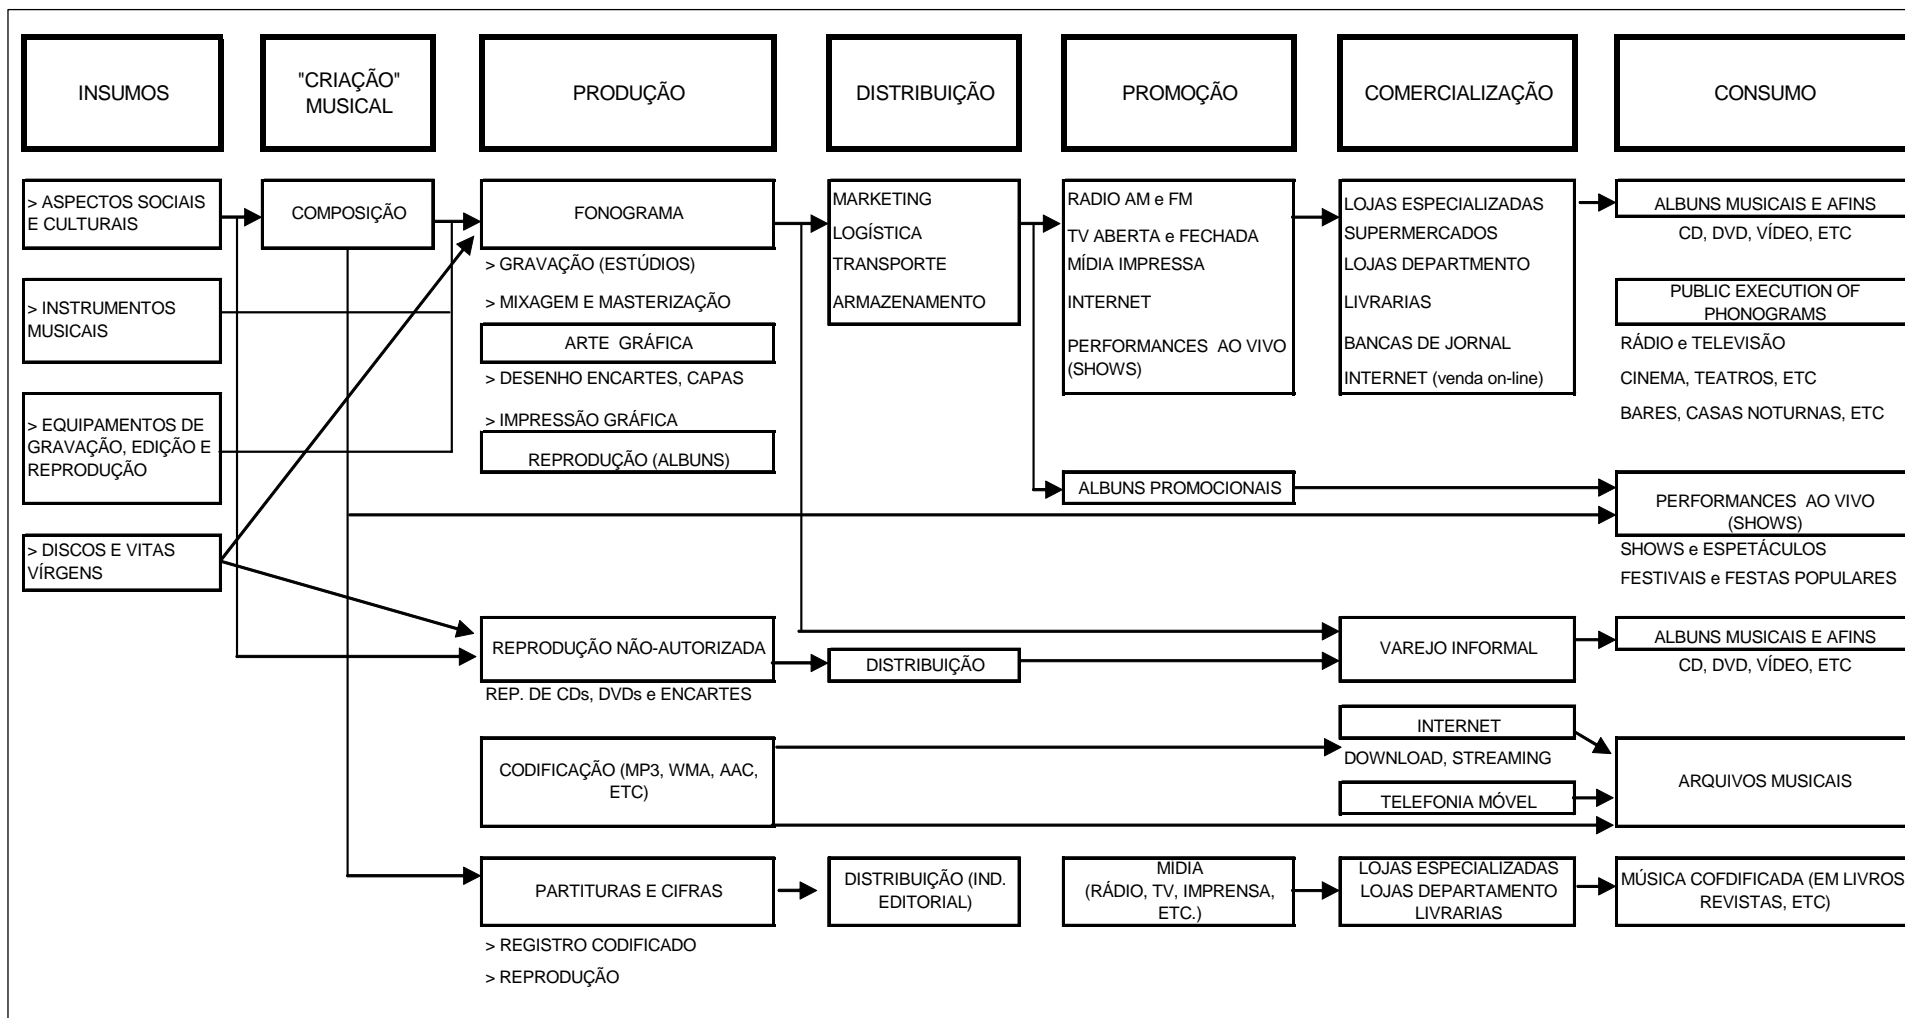 INSUMOS
"CRIAÇÃO"
MUSICAL
PRODUÇÃO
DISTRIBUIÇÃO
PROMOÇÃO
COMERCIALIZAÇÃO
CONSUMO
> ASPECTOS SOCIAIS
E CULTURAIS
> INSTRUMENTOS
MUSICAIS
> EQUIPAMENTOS DE
GRAVAÇÃO, EDIÇÃO E
REPRODUÇÃO
> DISCOS E VITAS
VÍRGENS
COMPOSIÇÃO
FONOGRAMA
> GRAVAÇÃO (ESTÚDIOS)
> MIXAGEM E MASTERIZAÇÃO
ARTE GRÁFICA
> DESENHO ENCARTES, CAPAS
> IMPRESSÃO GRÁFICA
REPRODUÇÃO (ALBUNS)
MARKETING
LOGÍSTICA
TRANSPORTE
ARMAZENAMENTO
RADIO AM e FM
TV ABERTA e FECHADA
MÍDIA IMPRESSA
INTERNET
PERFORMANCES AO VIVO
(SHOWS)
ALBUNS PROMOCIONAIS
LOJAS ESPECIALIZADAS
SUPERMERCADOS
LOJAS DEPARTMENTO
LIVRARIAS
BANCAS DE JORNAL
INTERNET (venda on-line)
ALBUNS MUSICAIS E AFINS
CD, DVD, VÍDEO, ETC
PUBLIC EXECUTION OF
PHONOGRAMS
RÁDIO e TELEVISÃO
CINEMA, TEATROS, ETC
BARES, CASAS NOTURNAS, ETC
PERFORMANCES AO VIVO
(SHOWS)
SHOWS e ESPETÁCULOS
FESTIVAIS e FESTAS POPULARES
REPRODUÇÃO NÃO-AUTORIZADA
REP. DE CDs, DVDs e ENCARTES
DISTRIBUIÇÃO
VAREJO INFORMAL
ALBUNS MUSICAIS E AFINS
CD, DVD, VÍDEO, ETC
CODIFICAÇÃO (MP3, WMA, AAC,
ETC)
INTERNET
DOWNLOAD, STREAMING
TELEFONIA MÓVEL
ARQUIVOS MUSICAIS
PARTITURAS E CIFRAS
> REGISTRO CODIFICADO
> REPRODUÇÃO
DISTRIBUIÇÃO (IND.
EDITORIAL)
MIDIA
(RÁDIO, TV, IMPRENSA,
ETC.)
LOJAS ESPECIALIZADAS
LOJAS DEPARTAMENTO
LIVRARIAS
MÚSICA COFDIFICADA (EM LIVROS
REVISTAS, ETC)